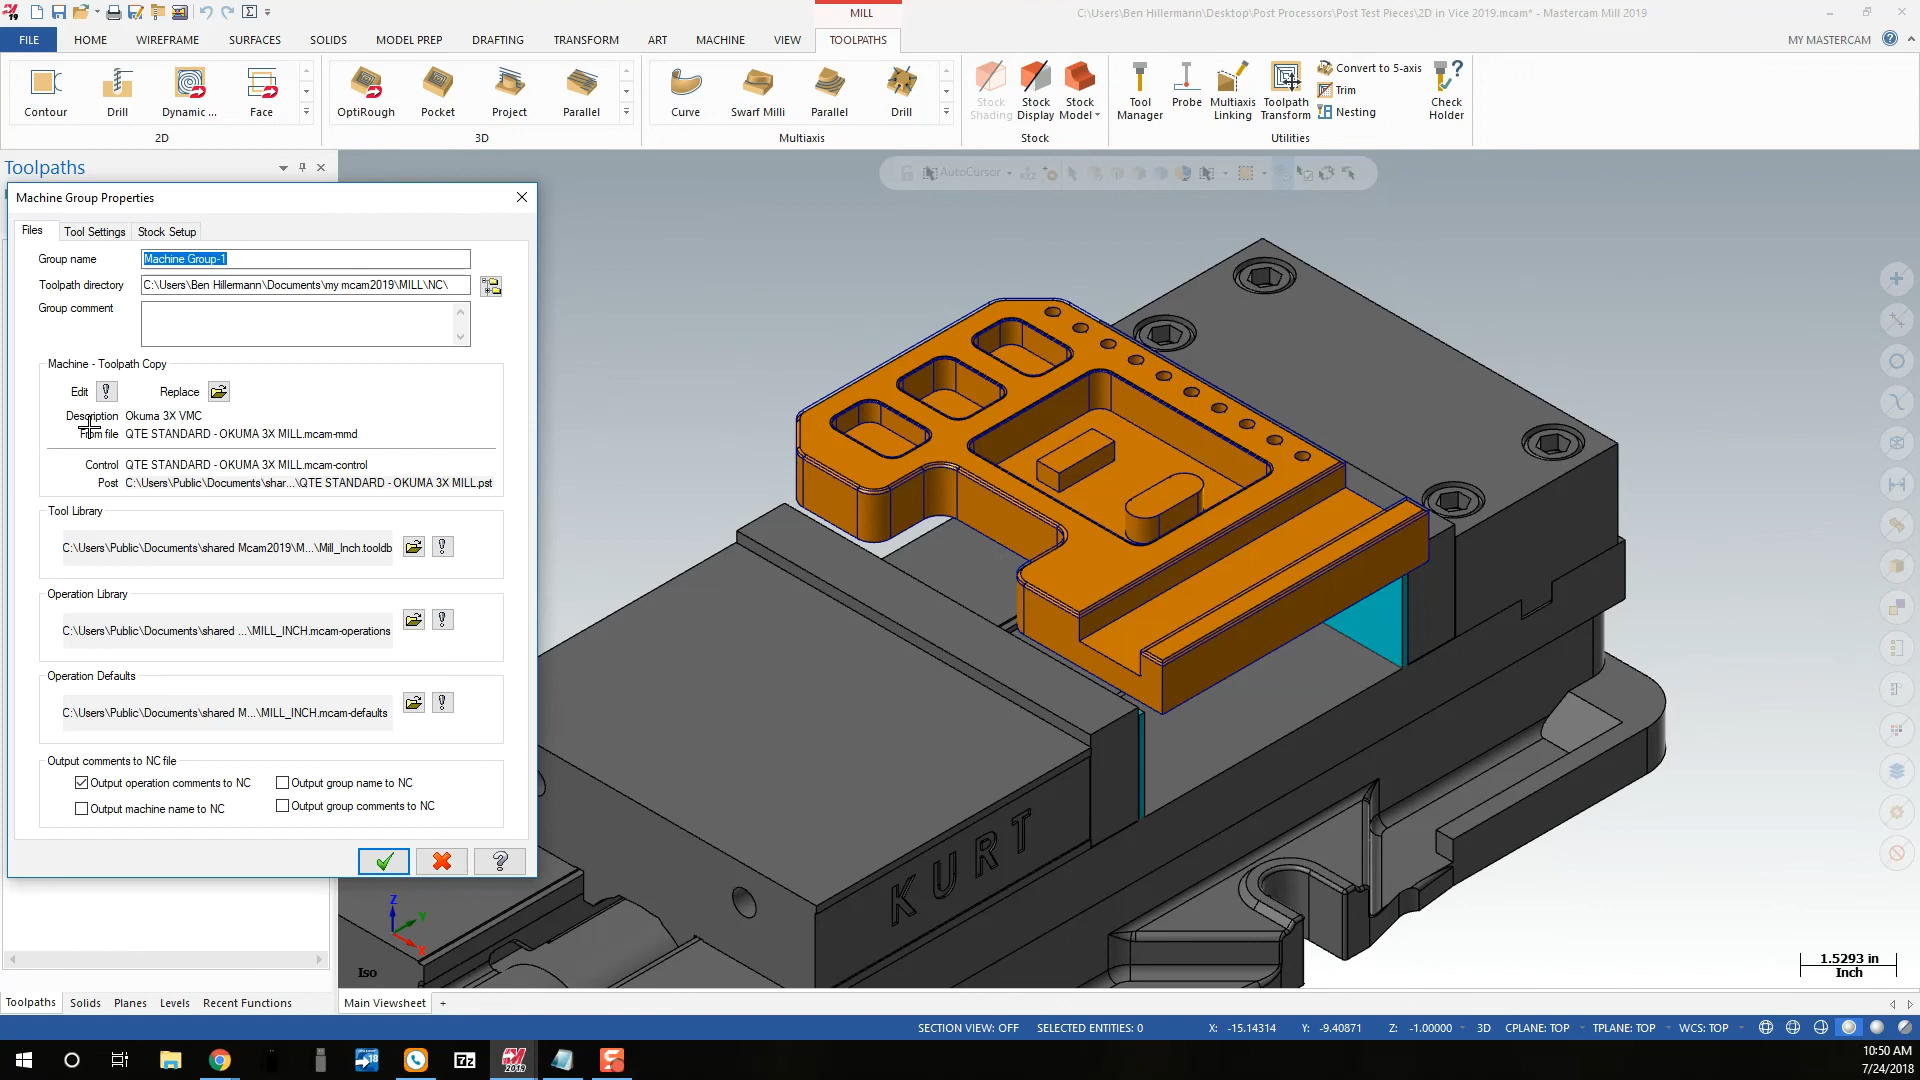 MILL
C:\Users\Ben Hillermann\Desktop\Post Processors\Post Test Pieces\2D in Vice 2019.mcam* - Mastercam Mill 2019
FILE HOME WIREFRAME SURFACES SOLIDS MODEL PREP DRAFTING TRANSFORM ART MACHINE VIEW TOOLPATHS MY MASTERCAM
Contour Drill Dynamic ... Face
OptiRough Pocket Project Parallel
Curve Swarf Milli Parallel Drill
Stock Shading Stock Display Stock Model
Tool Manager Probe Multiaxis Linking Toolpath Transform
Convert to 5-axis
Trim
Nesting
Check Holder
2D 3D Multiaxis Stock Utilities
Toolpaths
AutoCursor
Machine Group Properties
Files Tool Settings Stock Setup
Group name Machine Group-1
Toolpath directory C:\Users\Ben Hillermann\Documents\my mcam2019\MILL\NC\
Group comment
Machine - Toolpath Copy
Edit Replace
Description Okuma 3X VMC
From file QTE STANDARD - OKUMA 3X MILL.mcam-mmd
Control QTE STANDARD - OKUMA 3X MILL.mcam-control
Post C:\Users\Public\Documents\shar...\QTE STANDARD - OKUMA 3X MILL.pst
Tool Library
C:\Users\Public\Documents\shared Mcam2019\M...\Mill_Inch.tooldb
Operation Library
C:\Users\Public\Documents\shared ...\MILL_INCH.mcam-operations
Operation Defaults
C:\Users\Public\Documents\shared M...\MILL_INCH.mcam-defaults
Output comments to NC file
Output operation comments to NC Output group name to NC
Output machine name to NC Output group comments to NC
KURT
Z
Y
X
Iso
1.5293 in
Inch
Toolpaths Solids Planes Levels Recent Functions
Main Viewsheet +
SECTION VIEW: OFF SELECTED ENTITIES: 0 X: -15.14314 Y: -9.40871 Z: -1.00000 3D CPLANE: TOP TPLANE: TOP WCS: TOP
7z
2019
18
10:50 AM
7/24/2018